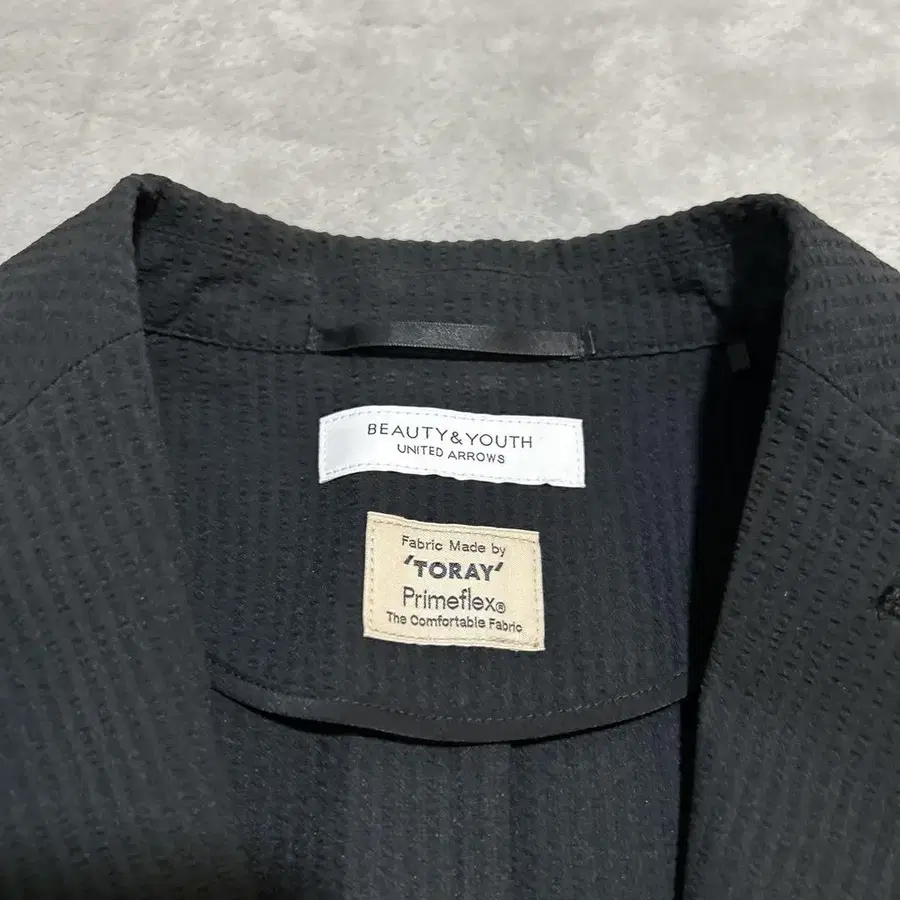 BEAUTY&YOUTH
UNITED ARROWS
Fabric Made by
'TORAY'
Primeflex®
The Comfortable Fabric